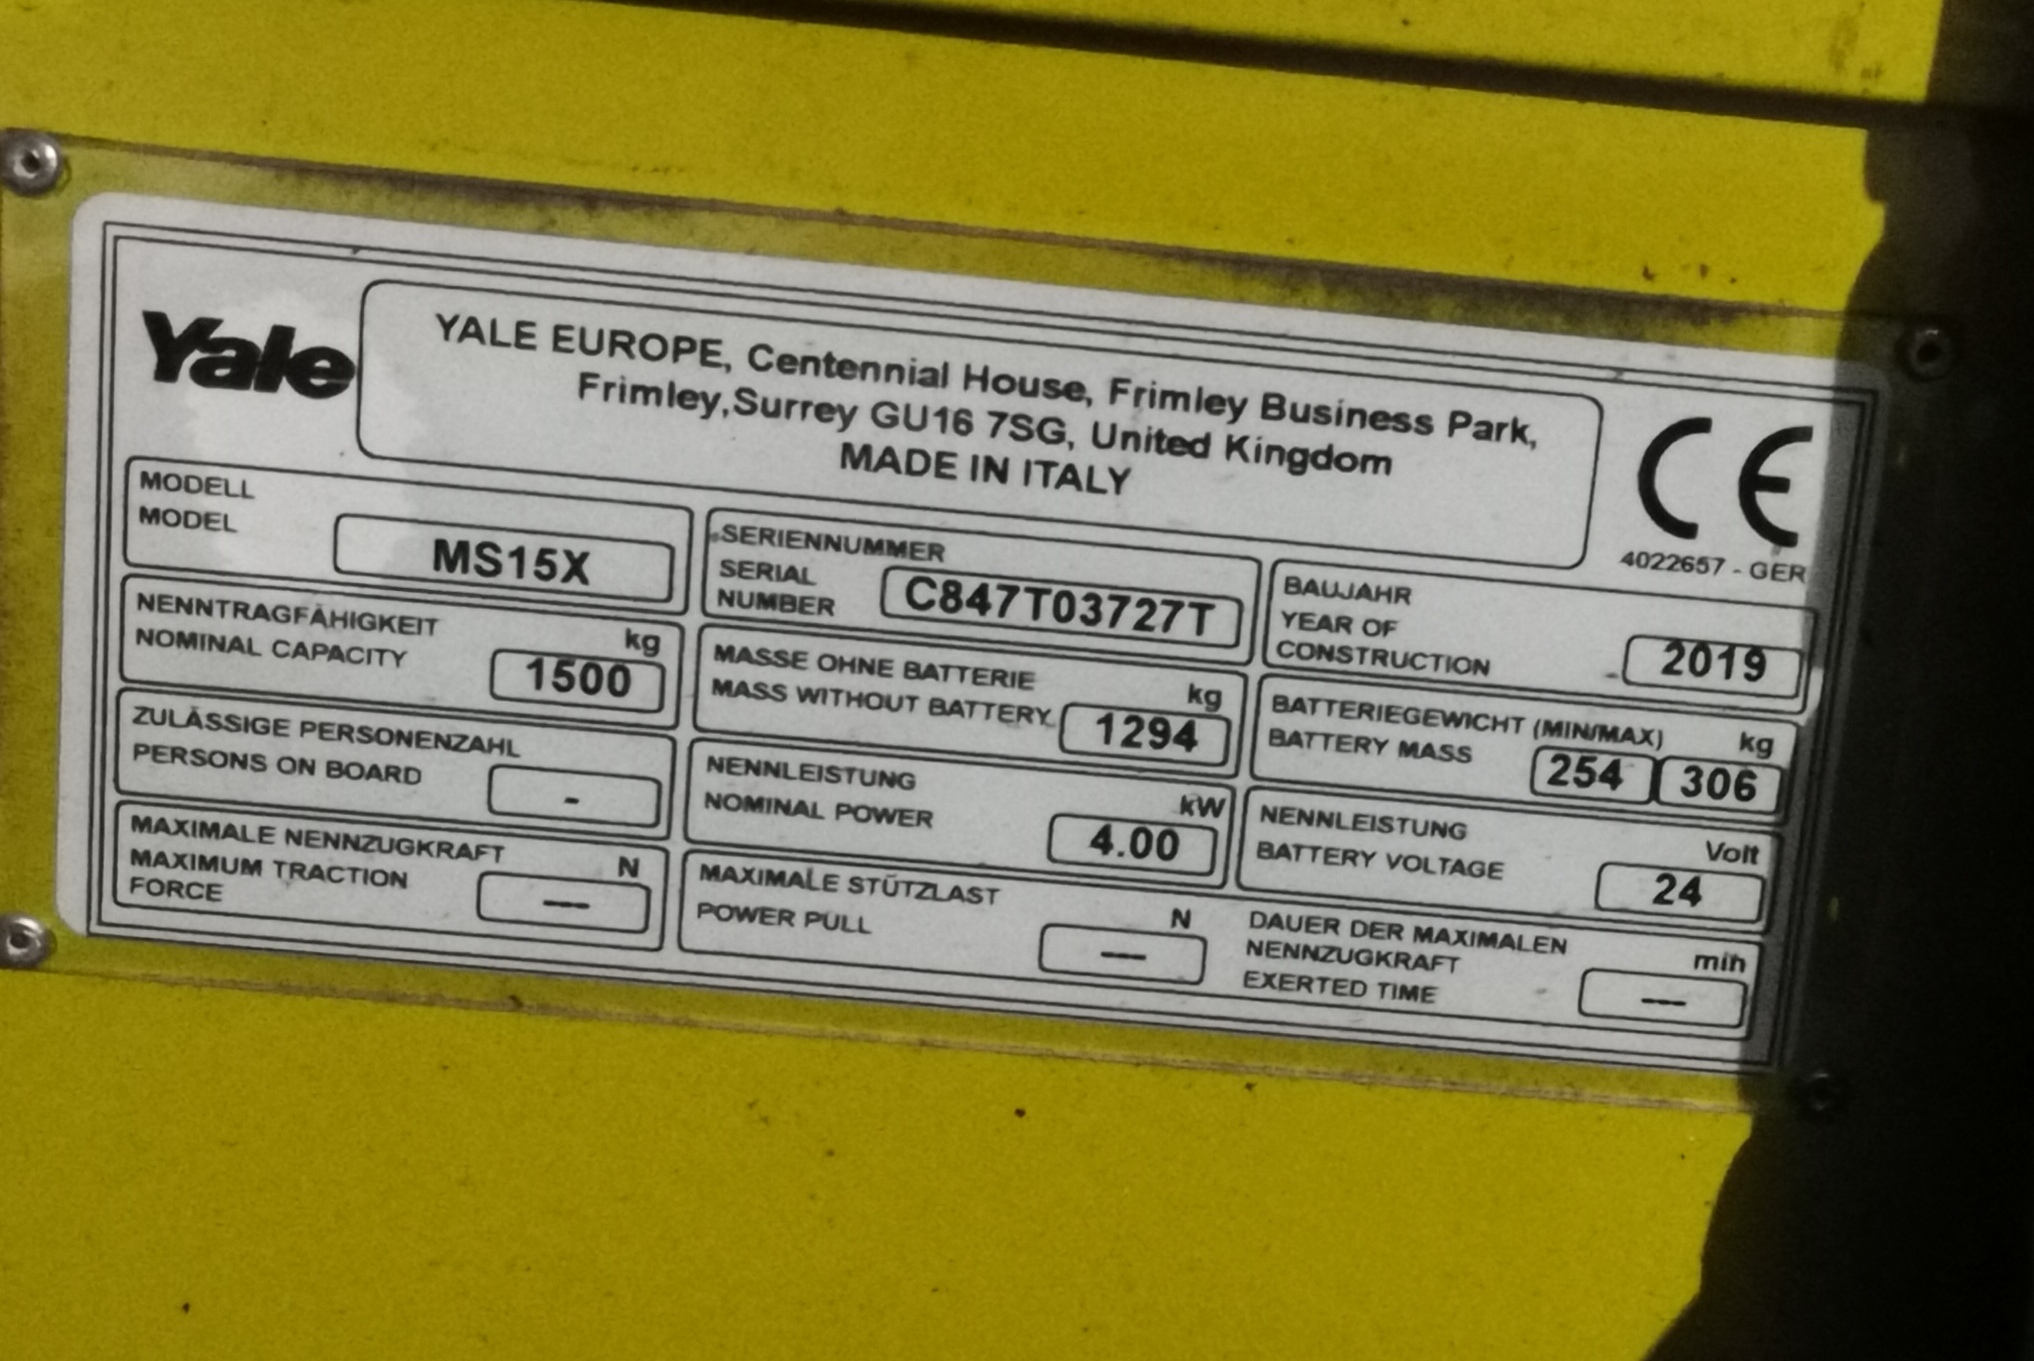 Yale
YALE EUROPE, Centennial House, Frimley Business Park,
Frimley,Surrey GU16 7SG, United Kingdom
MADE IN ITALY
CE
4022657 - GER
MODELL
MODEL
MS15X
SERIENNUMMER
SERIAL
NUMBER
C847T03727T
BAUJAHR
YEAR OF
CONSTRUCTION
2019
NENNTRAGFÄHIGKEIT
NOMINAL CAPACITY
kg
1500
MASSE OHNE BATTERIE
MASS WITHOUT BATTERY
kg
1294
BATTERIEGEWICHT (MIN/MAX)
BATTERY MASS
kg
254
306
ZULÄSSIGE PERSONENZAHL
PERSONS ON BOARD
-
NENNLEISTUNG
NOMINAL POWER
kW
4.00
NENNLEISTUNG
BATTERY VOLTAGE
Volt
24
MAXIMALE NENNZUGKRAFT
MAXIMUM TRACTION
FORCE
N
---
MAXIMALE STÜTZLAST
POWER PULL
N
---
DAUER DER MAXIMALEN
NENNZUGKRAFT
EXERTED TIME
mih
---